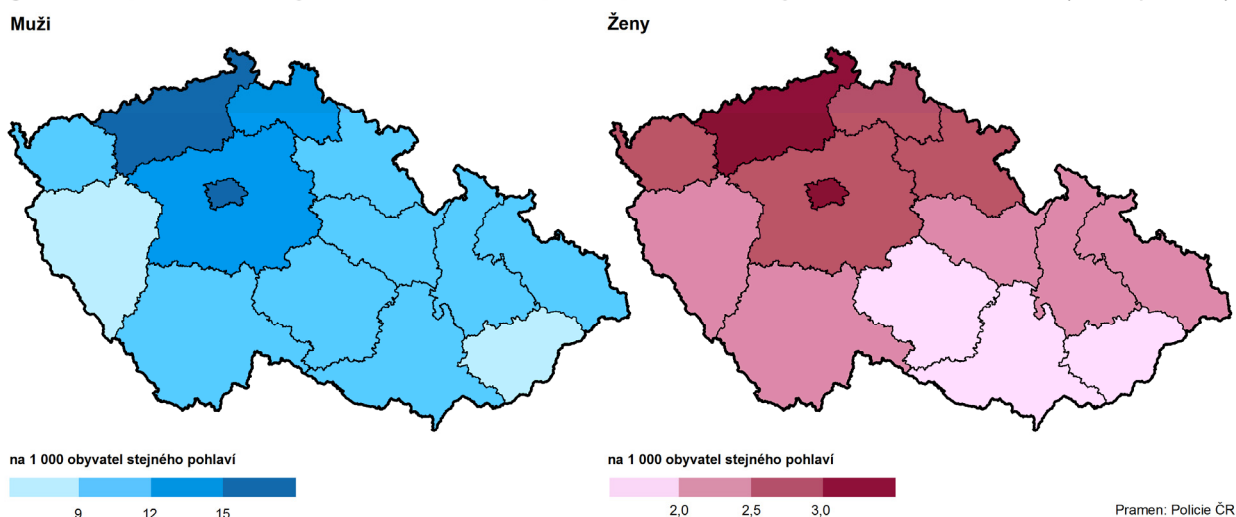 Muži
Ženy
na 1 000 obyvatel stejného pohlaví
9 12 15
na 1 000 obyvatel stejného pohlaví
2,0 2,5 3,0
Pramen: Policie ČR